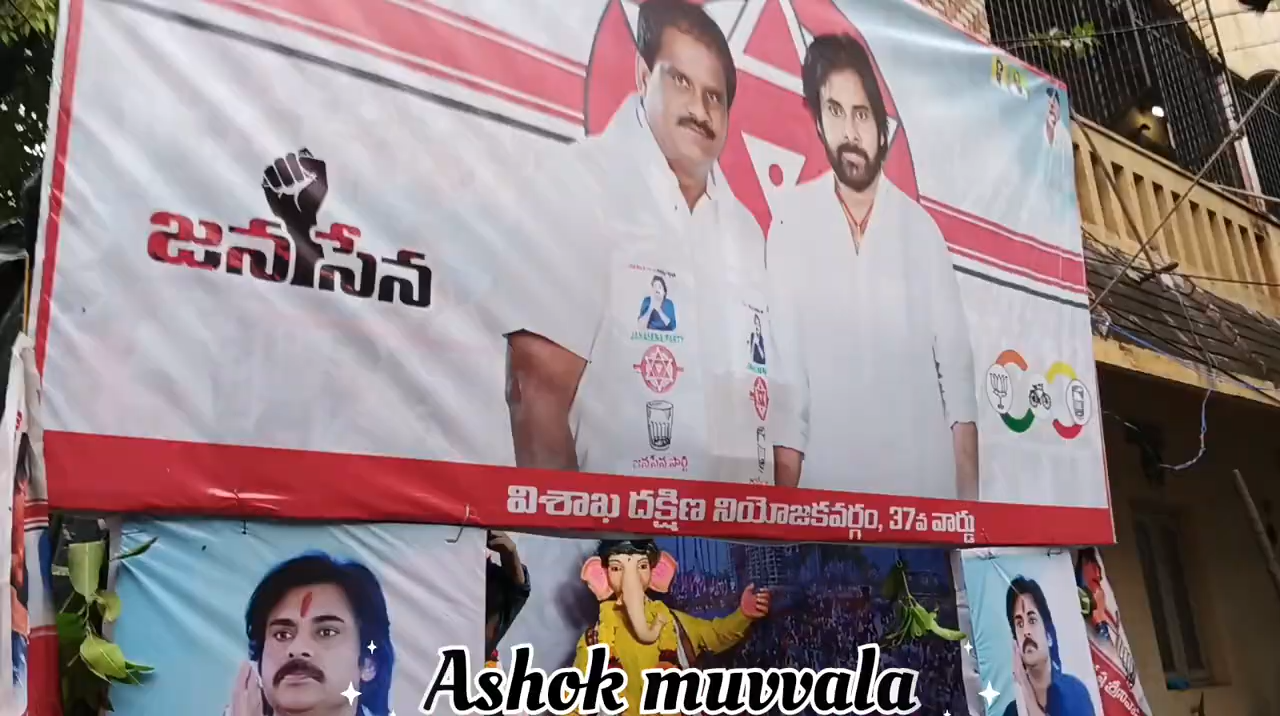 జనసేన
JANASENA PARTY
జనసేన పార్టీ
విశాఖ దక్షిణ నియోజకవర్గం, 37వ వార్డు
Ashok muvvala